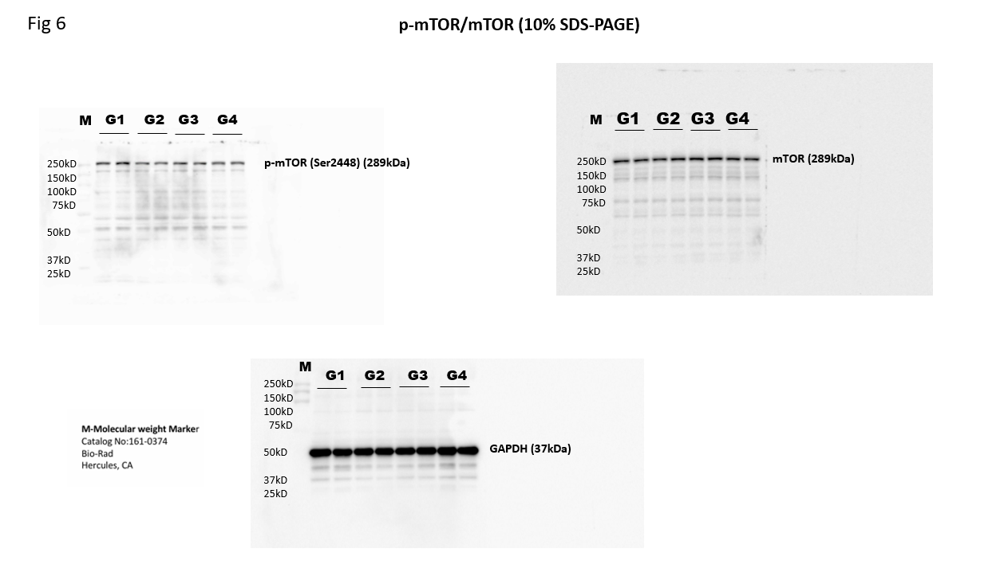 Fig 6
p-mTOR/mTOR (10% SDS-PAGE)
M G1 G2 G3 G4
250kD
150kD
100kD
75kD
50kD
37kD
25kD
p-mTOR (Ser2448) (289kDa)
M G1 G2 G3 G4
250kD
150kD
100kD
75kD
50kD
37kD
25kD
mTOR (289kDa)
M G1 G2 G3 G4
250kD
150kD
100kD
75kD
50kD
37kD
25kD
GAPDH (37kDa)
M-Molecular weight Marker
Catalog No:161-0374
Bio-Rad
Hercules, CA